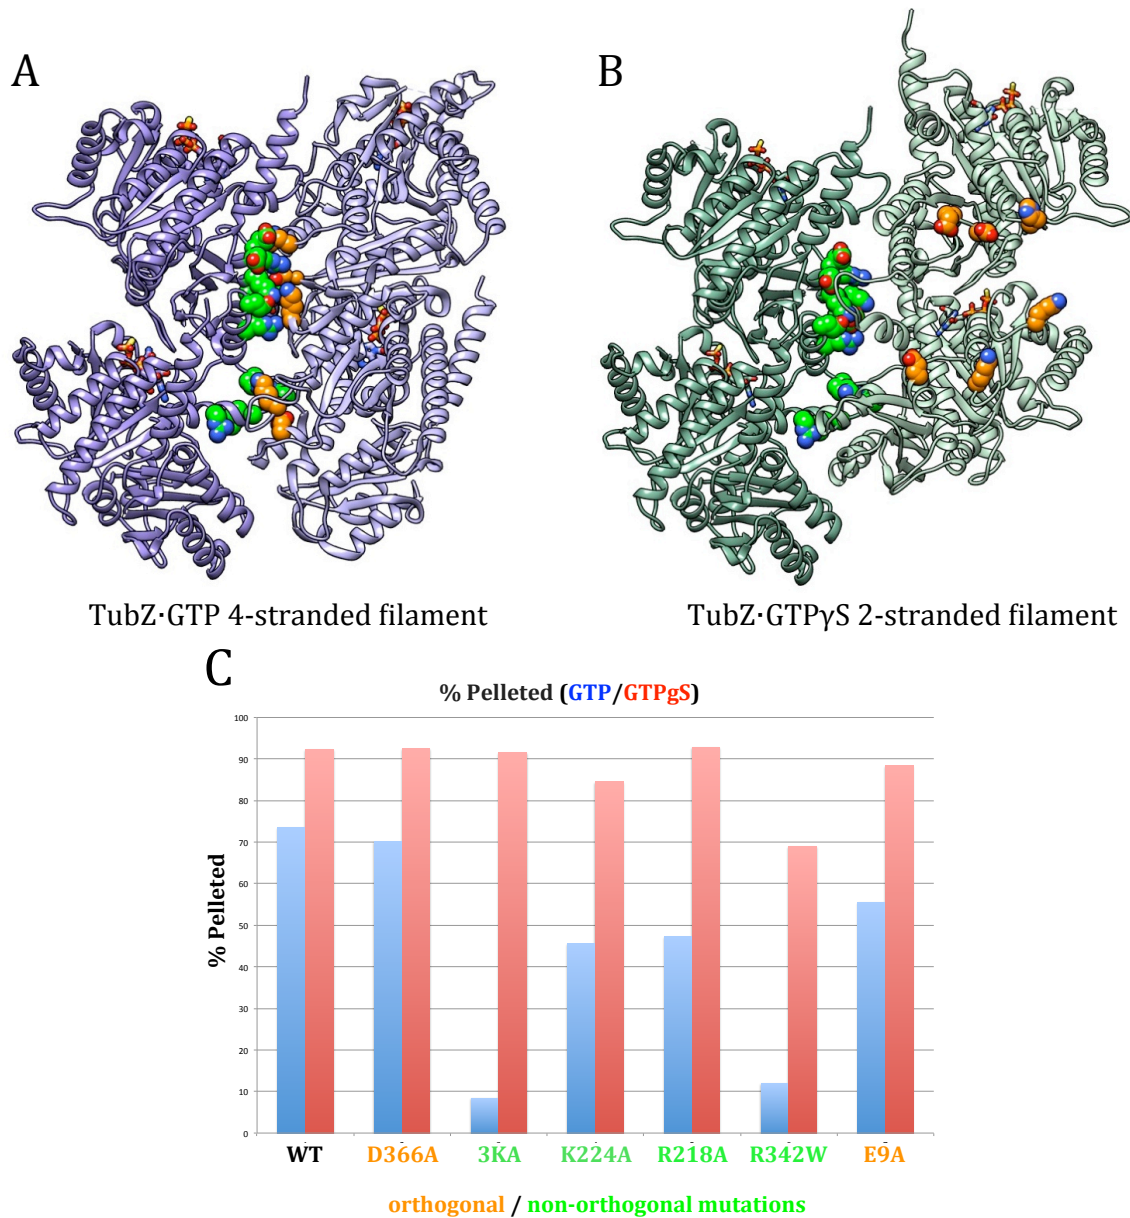 A
B
TubZ·GTP 4-stranded filament
TubZ·GTPγS 2-stranded filament
C
% Pelleted (GTP/GTPgS)
% Pelleted
100
90
80
70
60
50
40
30
20
10
0
WT D366A 3KA K224A R218A R342W E9A
orthogonal / non-orthogonal mutations